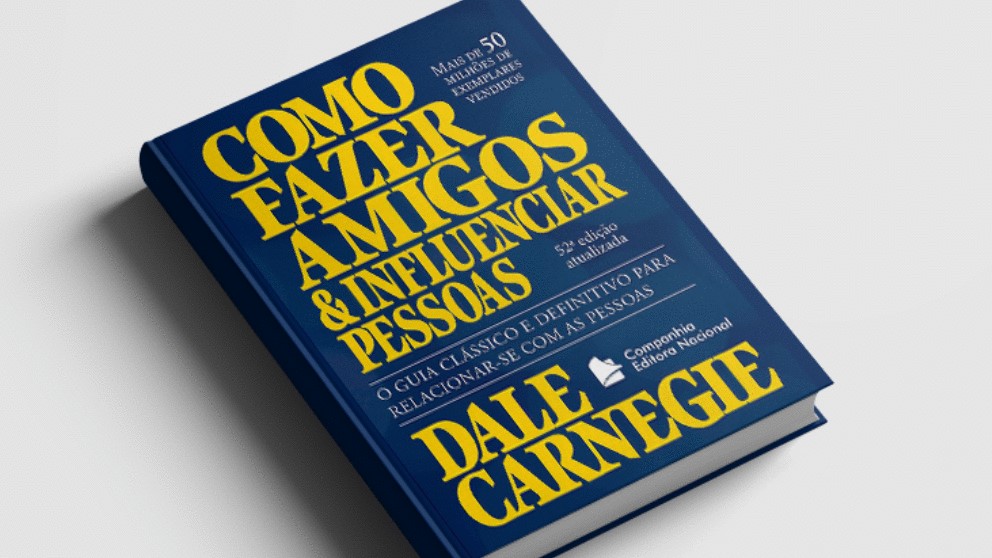 COMO
FAZER
AMIGOS
& INFLUENCIAR
PESSOAS
MAIS DE 50
MILHÕES DE
EXEMPLARES
VENDIDOS
52ª edição
atualizada
O GUIA CLÁSSICO E DEFINITIVO PARA
RELACIONAR-SE COM AS PESSOAS
Companhia
Editora Nacional
DALE
CARNEGIE